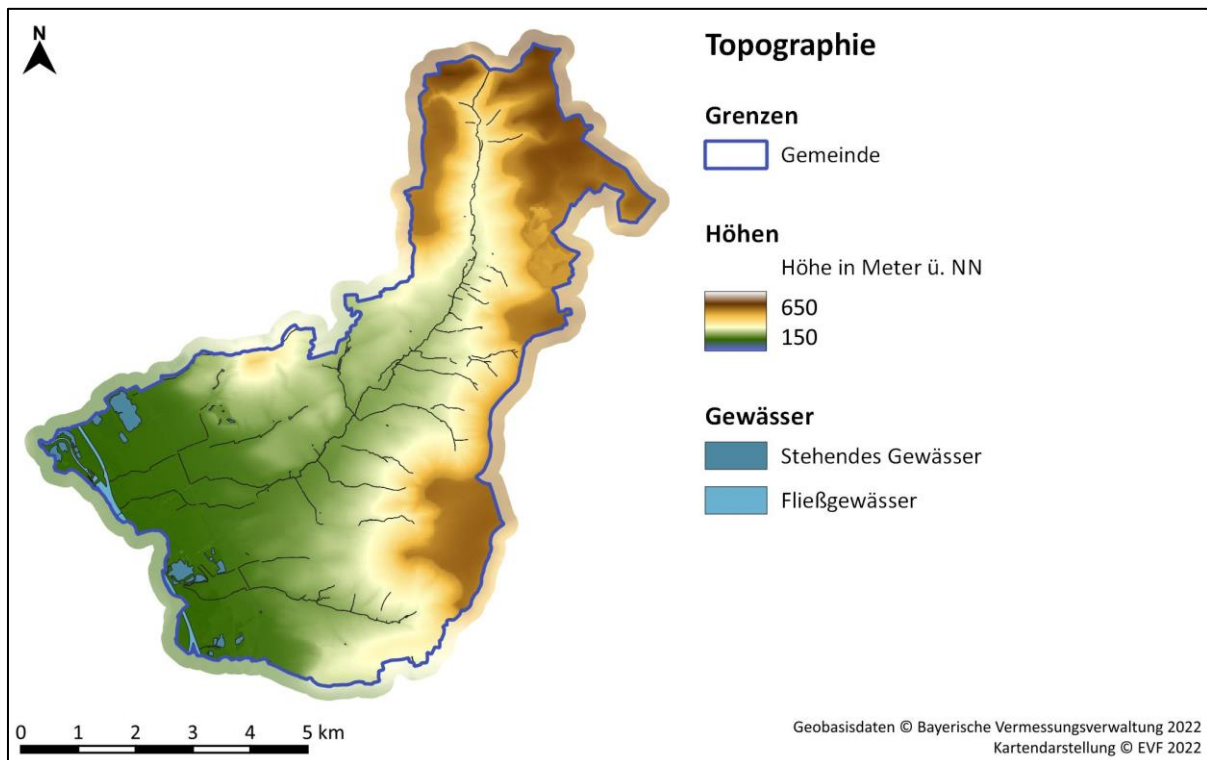 N
Topographie
Grenzen
Gemeinde
Höhen
Höhe in Meter ü. NN
650
150
Gewässer
Stehendes Gewässer
Fließgewässer
0 1 2 3 4 5 km
Geobasisdaten © Bayerische Vermessungsverwaltung 2022
Kartendarstellung © EVF 2022